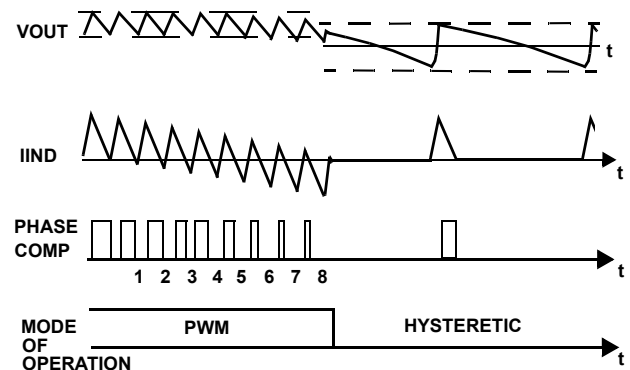 VOUT
t
IIND
t
PHASE
COMP
1 2 3 4 5 6 7 8
t
PWM
HYSTERETIC
MODE
OF
OPERATION
t